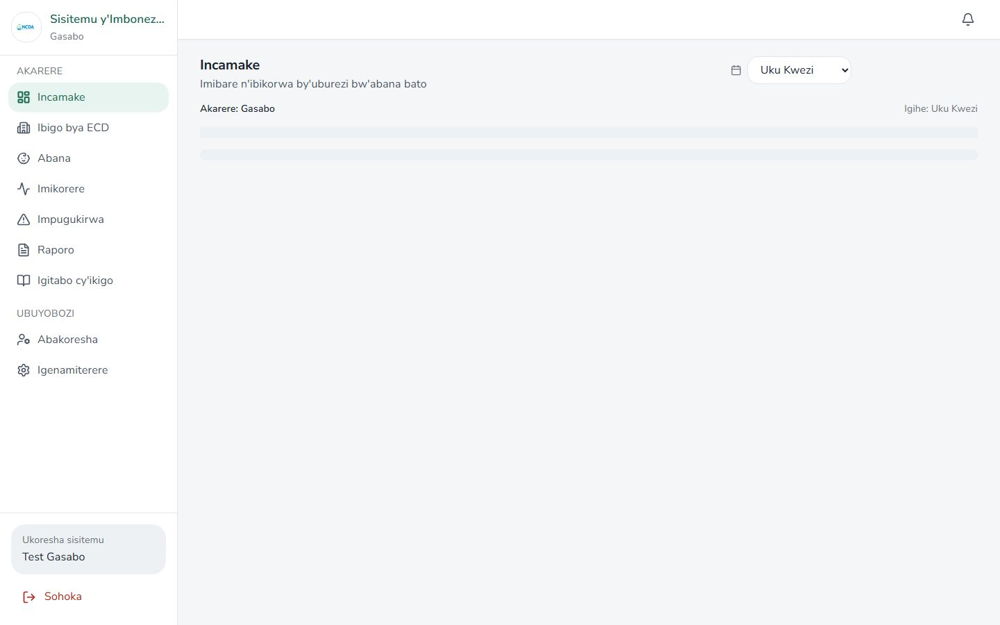 NCDA
Sisitemu y'Imbonez...
Gasabo
AKARERE
Incamake
Ibigo bya ECD
Abana
Imikorere
Impugukirwa
Raporo
Igitabo cy'ikigo
UBUYOBOZI
Abakoresha
Igenamiterere
Ukoresha sisitemu
Test Gasabo
Sohoka
Incamake
Imibare n'ibikorwa by'uburezi bw'abana bato
Uku Kwezi
Akarere: Gasabo
Igihe: Uku Kwezi